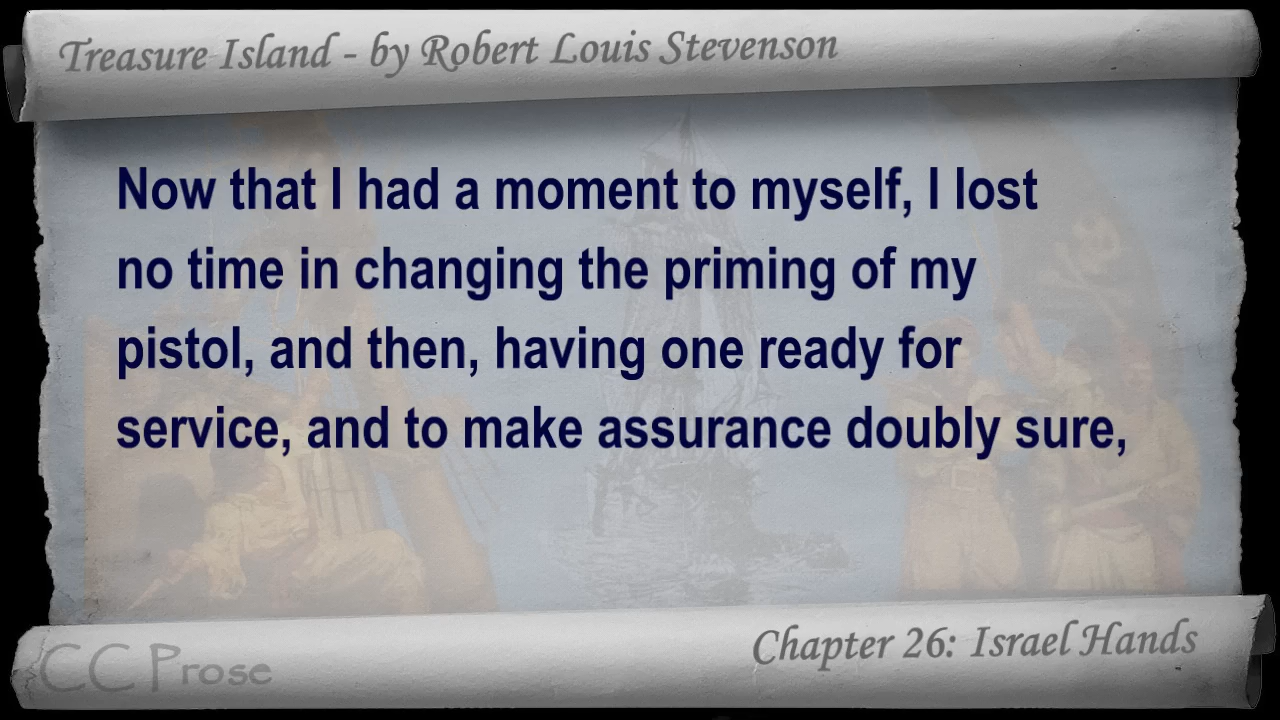 Treasure Island - by Robert Louis Stevenson
Now that I had a moment to myself, I lost
no time in changing the priming of my
pistol, and then, having one ready for
service, and to make assurance doubly sure,
Chapter 26: Israel Hands
CC Prose